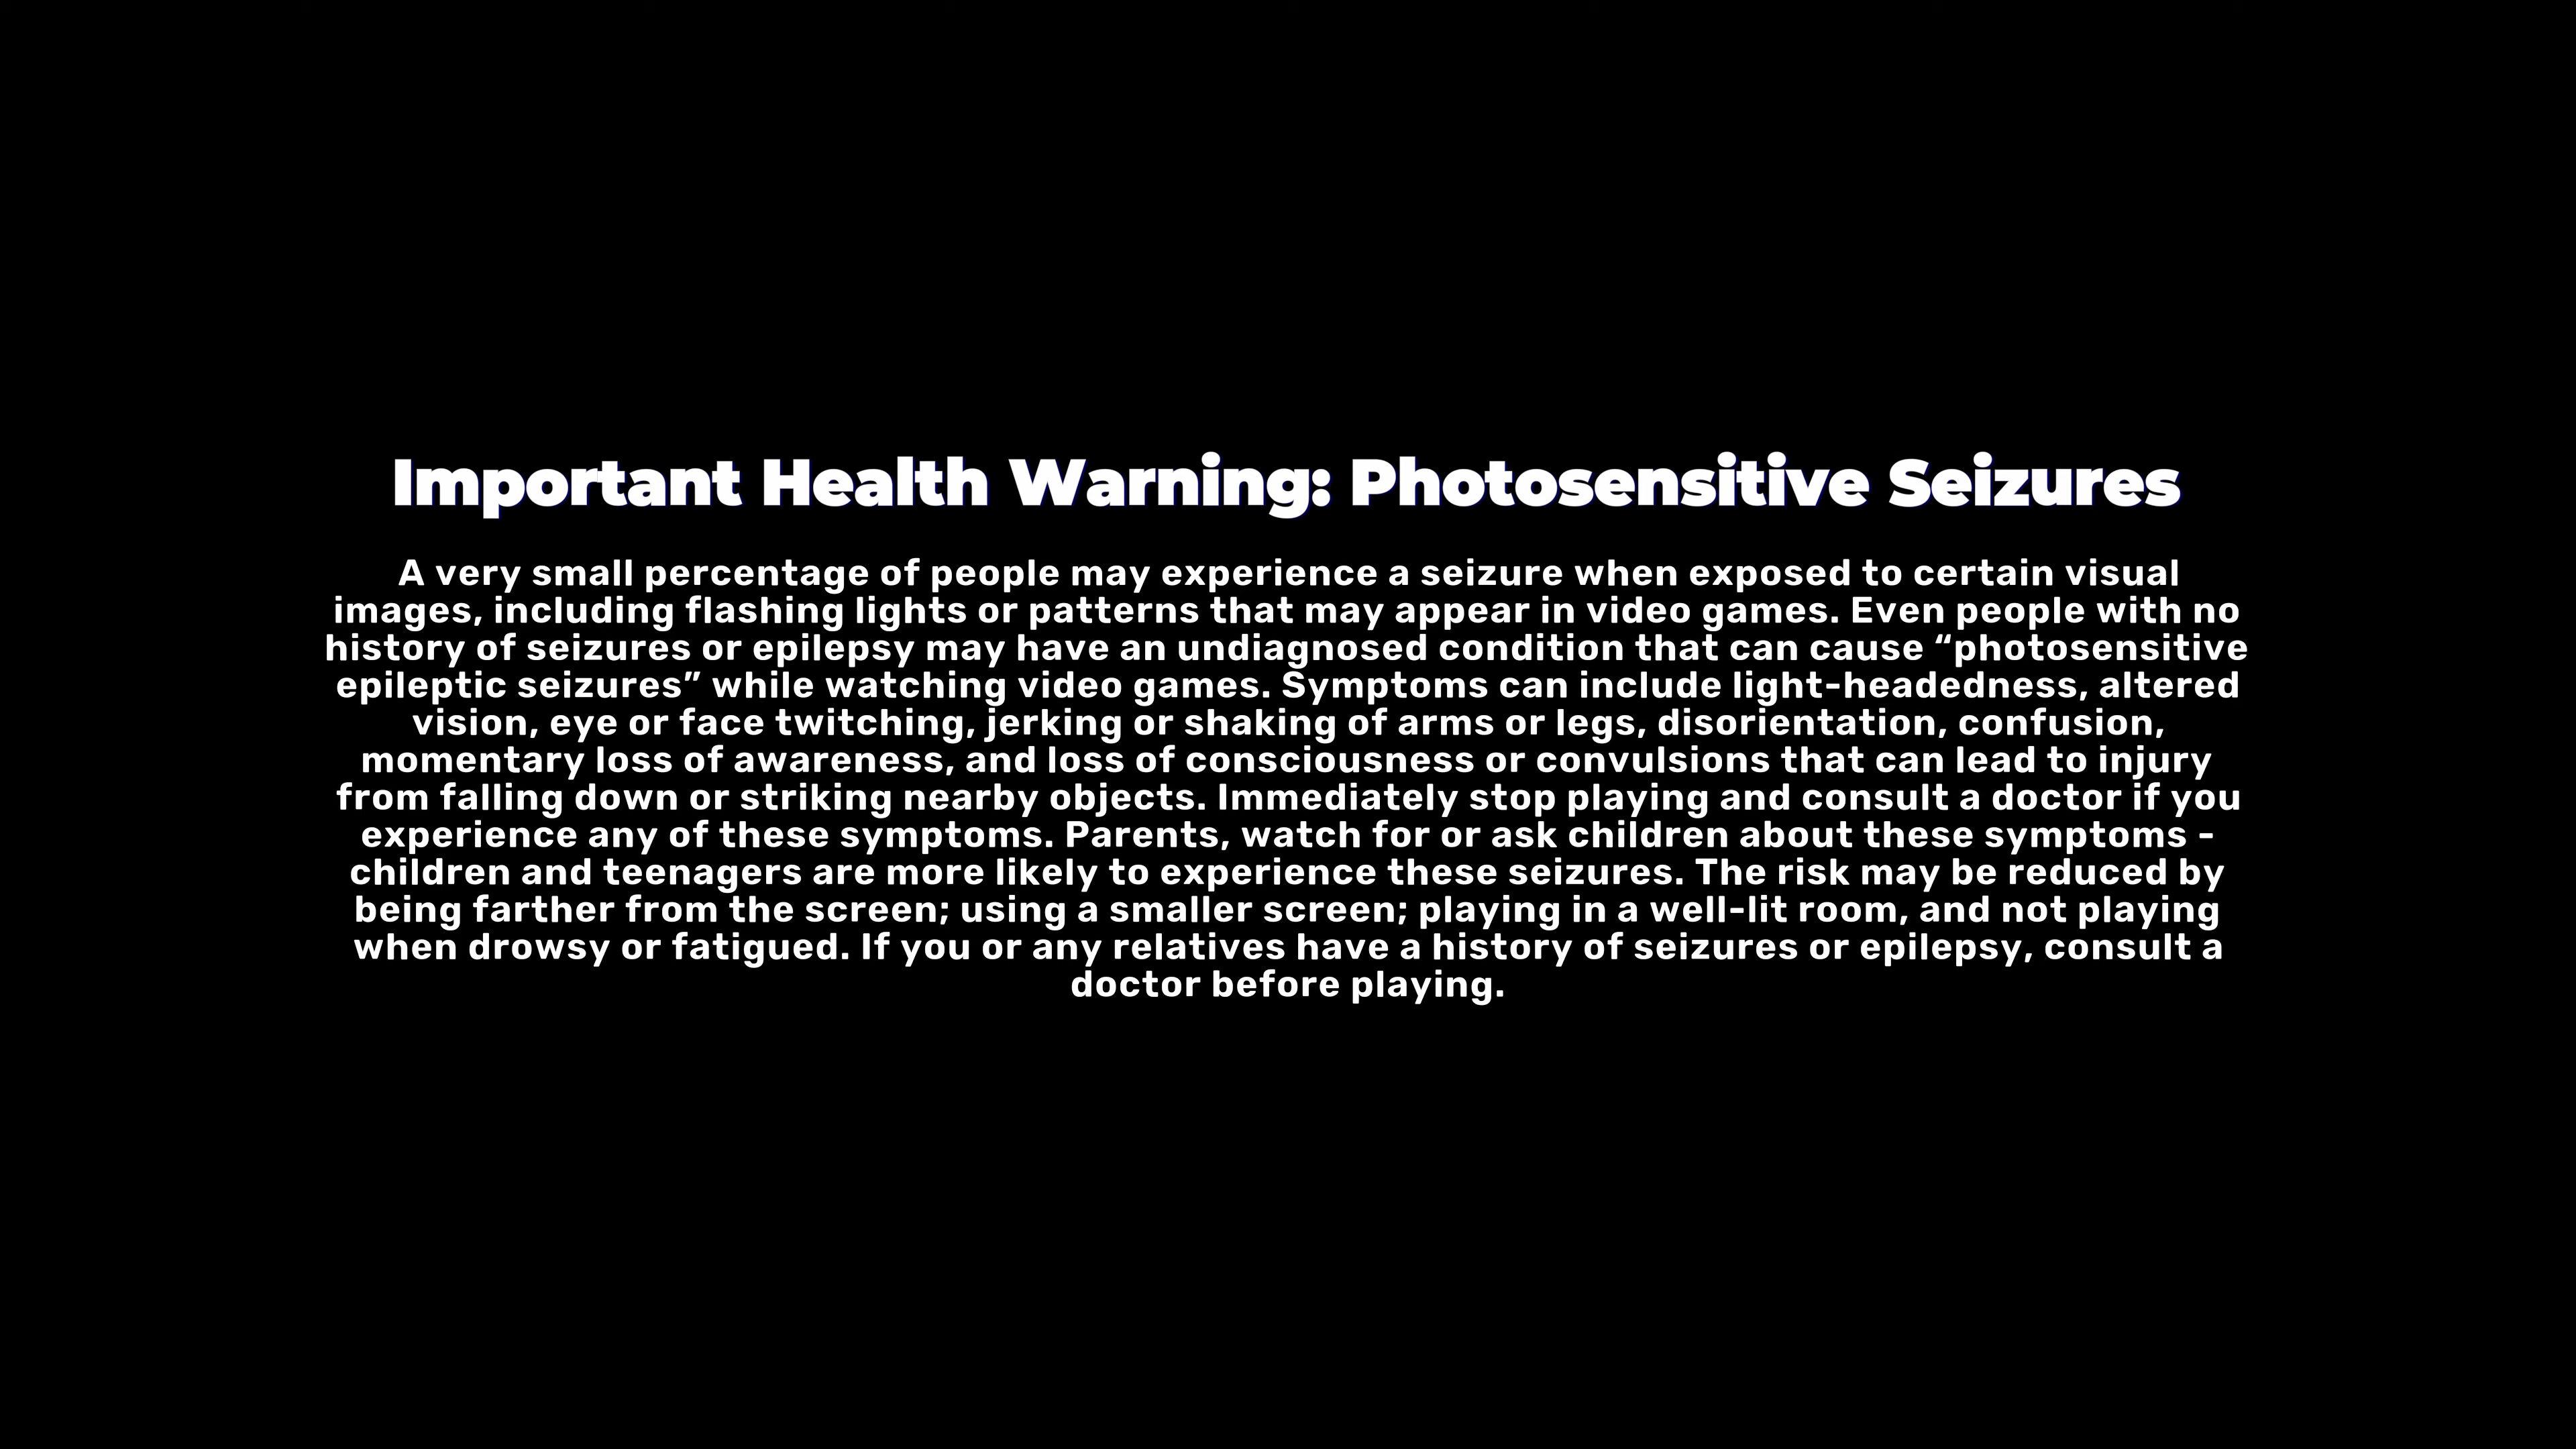 Important Health Warning: Photosensitive Seizures
A very small percentage of people may experience a seizure when exposed to certain visual
images, including flashing lights or patterns that may appear in video games. Even people with no
history of seizures or epilepsy may have an undiagnosed condition that can cause “photosensitive
epileptic seizures” while watching video games. Symptoms can include light-headedness, altered
vision, eye or face twitching, jerking or shaking of arms or legs, disorientation, confusion,
momentary loss of awareness, and loss of consciousness or convulsions that can lead to injury
from falling down or striking nearby objects. Immediately stop playing and consult a doctor if you
experience any of these symptoms. Parents, watch for or ask children about these symptoms -
children and teenagers are more likely to experience these seizures. The risk may be reduced by
being farther from the screen; using a smaller screen; playing in a well-lit room, and not playing
when drowsy or fatigued. If you or any relatives have a history of seizures or epilepsy, consult a
doctor before playing.